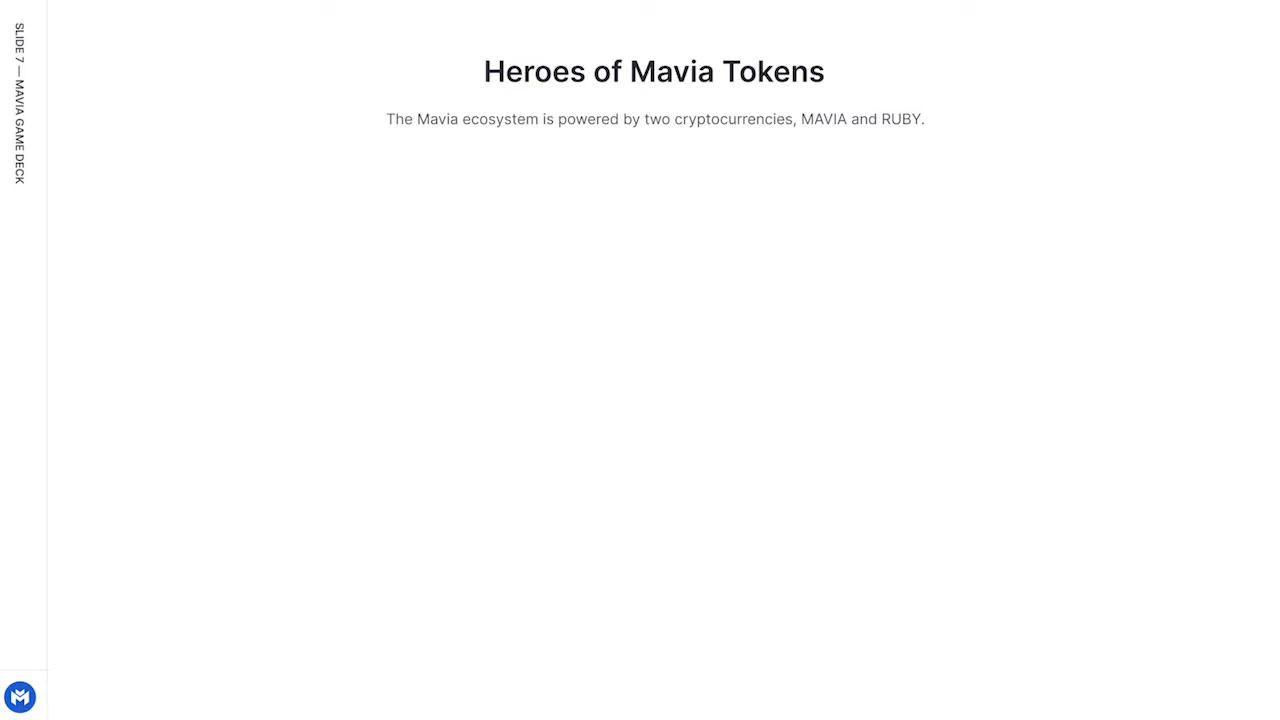 SLIDE 7 — MAVIA GAME DECK
Heroes of Mavia Tokens
The Mavia ecosystem is powered by two cryptocurrencies, MAVIA and RUBY.